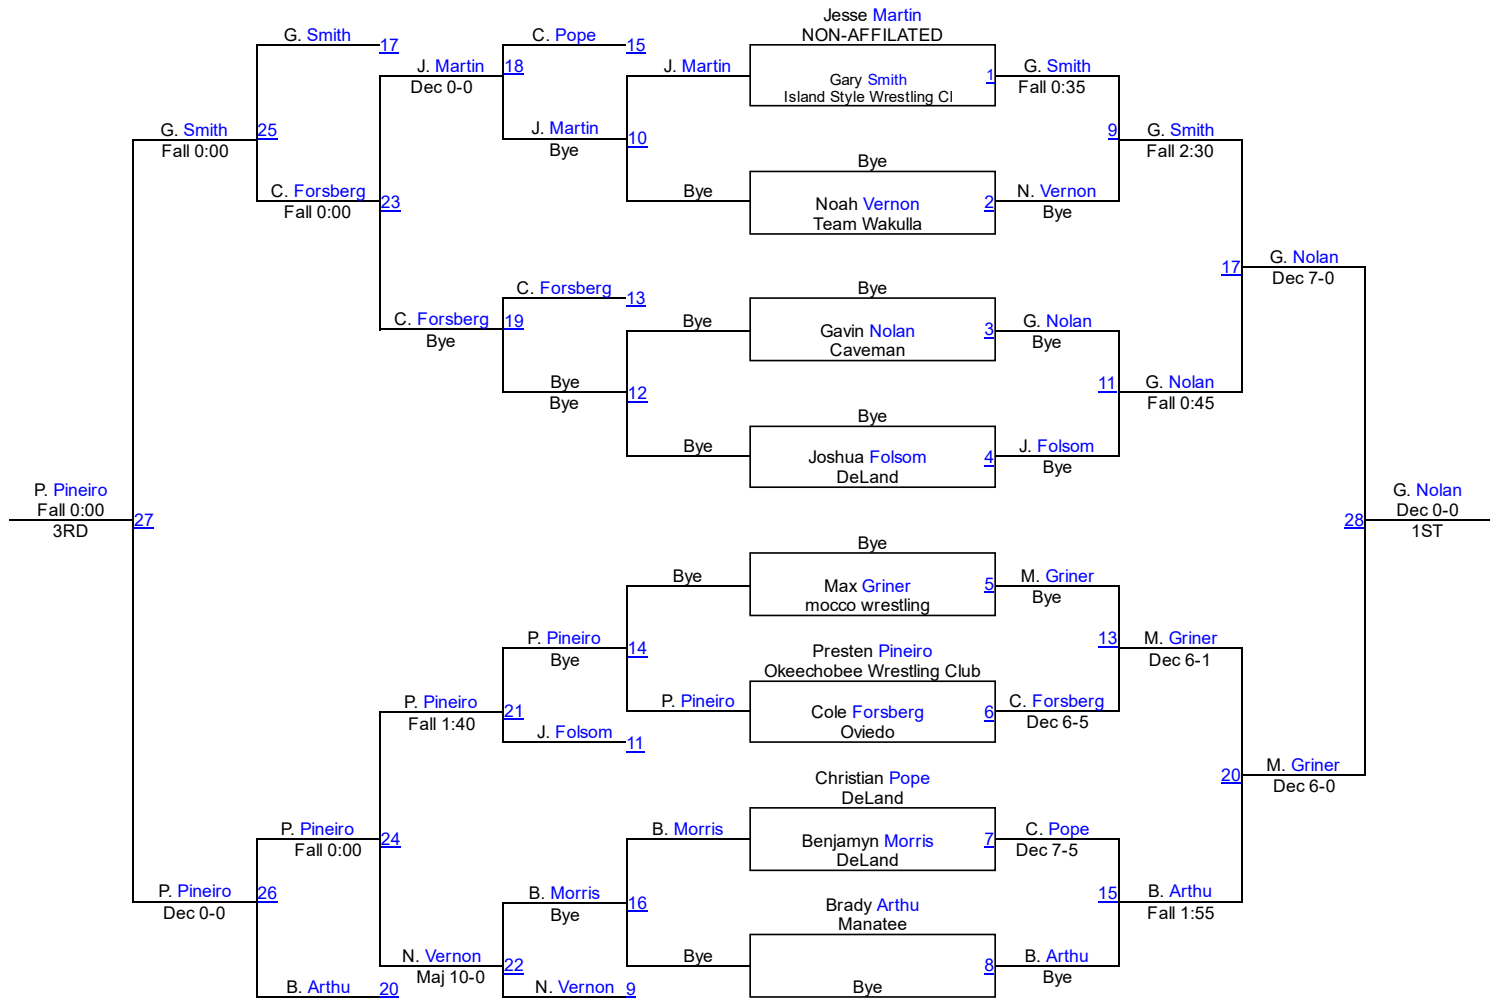 Jesse Martin
NON-AFFILATED
G. Smith
17
C. Pope
15
J. Martin
18
Dec 0-0
J. Martin
Gary Smith
1
Island Style Wrestling Cl
G. Smith
Fall 0:35
G. Smith
25
Fall 0:00
J. Martin
10
Bye
9
G. Smith
Fall 2:30
Bye
C. Forsberg
23
Fall 0:00
Bye
Noah Vernon
2
Team Wakulla
N. Vernon
Bye
17
G. Nolan
Dec 7-0
C. Forsberg
13
Bye
C. Forsberg
19
Bye
Bye
Gavin Nolan
3
Caveman
G. Nolan
Bye
Bye
12
Bye
11
G. Nolan
Fall 0:45
Bye
Bye
Joshua Folsom
4
DeLand
J. Folsom
Bye
P. Pineiro
Fall 0:00
27
3RD
28
G. Nolan
Dec 0-0
1ST
Bye
Bye
Max Griner
5
mocco wrestling
M. Griner
Bye
P. Pineiro
14
Bye
13
M. Griner
Dec 6-1
Presten Pineiro
Okeechobee Wrestling Club
P. Pineiro
21
Fall 1:40
P. Pineiro
Cole Forsberg
6
Oviedo
C. Forsberg
Dec 6-5
J. Folsom
11
20
M. Griner
Dec 6-0
Christian Pope
DeLand
P. Pineiro
24
Fall 0:00
B. Morris
Benjamyn Morris
7
DeLand
C. Pope
Dec 7-5
P. Pineiro
26
Dec 0-0
B. Morris
16
Bye
15
B. Arthu
Fall 1:55
Brady Arthu
Manatee
N. Vernon
22
Maj 10-0
Bye
8
B. Arthu
Bye
B. Arthu
20
N. Vernon
9
Bye